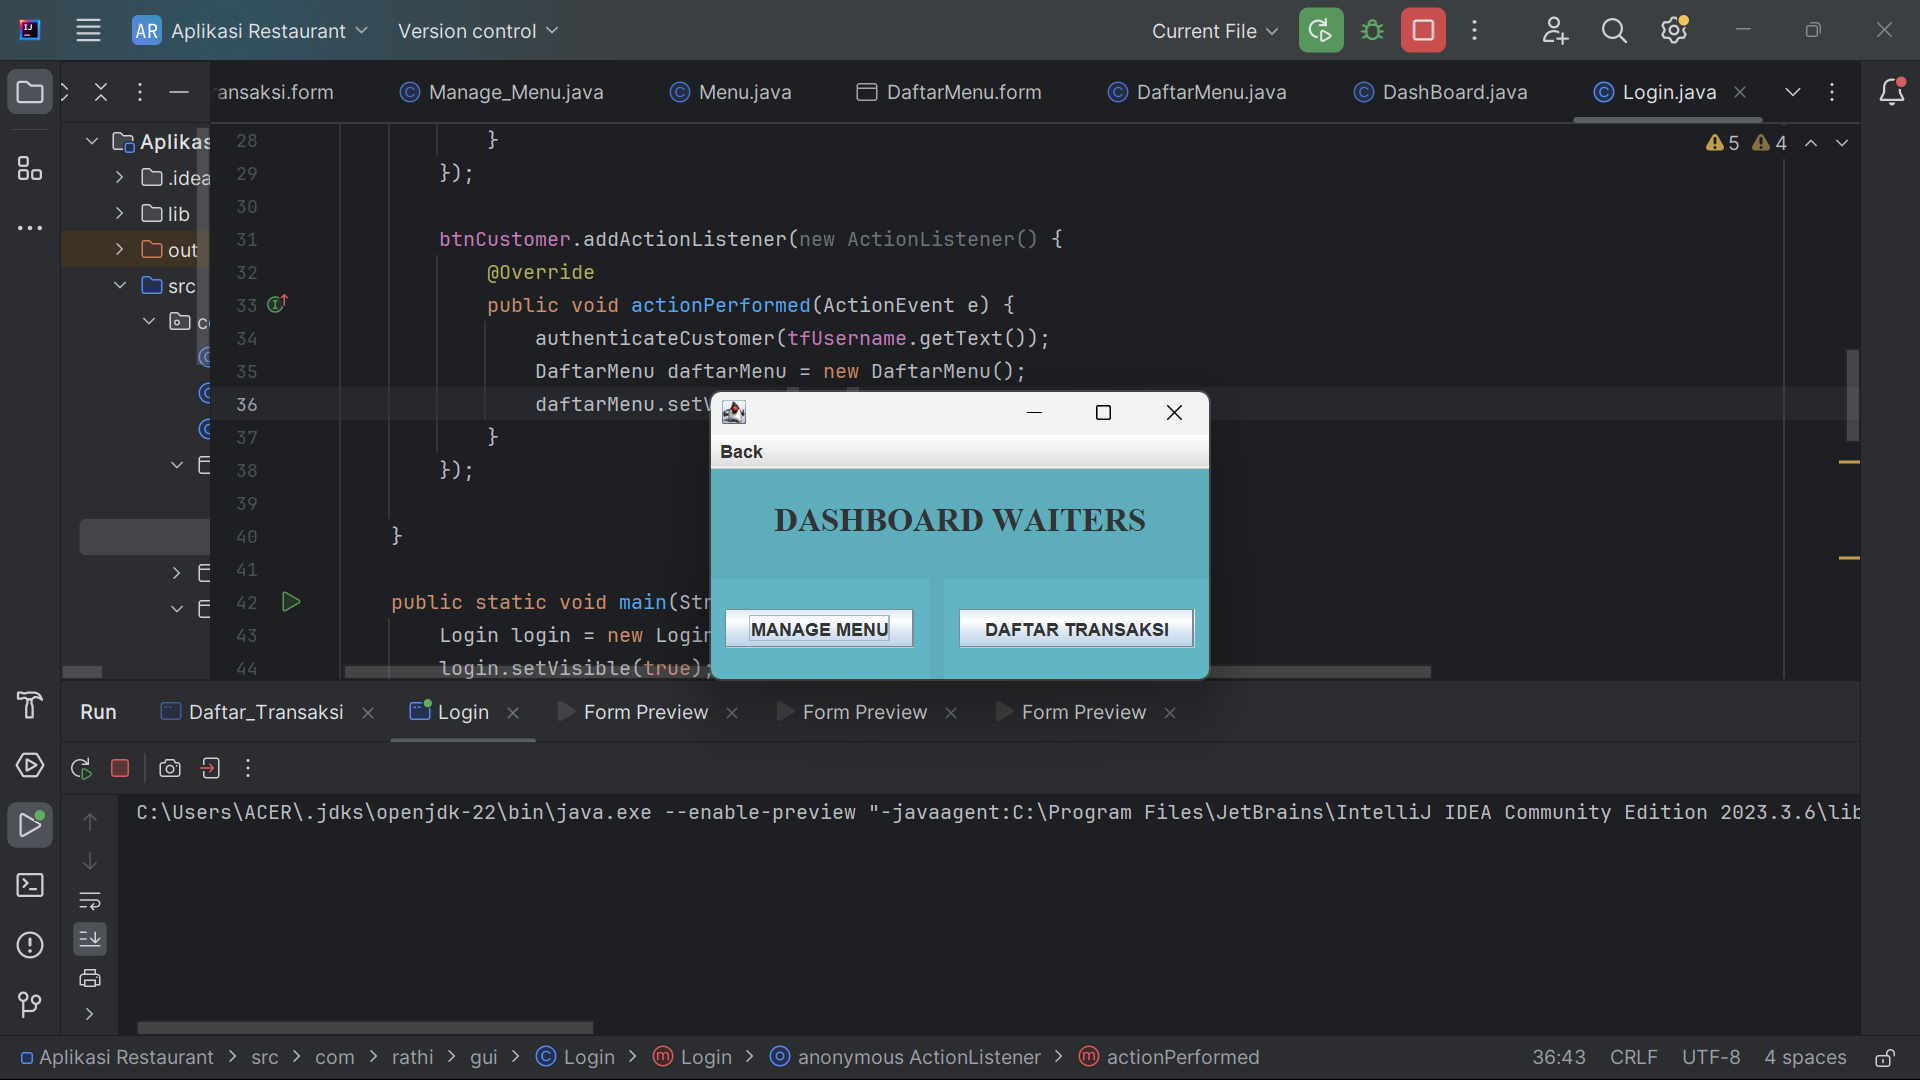 AR Aplikasi Restaurant Version control Current File
ansaksi.form Manage_Menu.java Menu.java DaftarMenu.form DaftarMenu.java DashBoard.java Login.java
Aplikas
.idea
lib
out
src
5 4
28 }
29 });
30
31 btnCustomer.addActionListener(new ActionListener() {
32 @Override
33 public void actionPerformed(ActionEvent e) {
34 authenticateCustomer(tfUsername.getText());
35 DaftarMenu daftarMenu = new DaftarMenu();
36 daftarMenu.setV
37 }
38 });
39
40 }
41
42 public static void main(Str
43 Login login = new Login
44 login.setVisible(true);
Back
DASHBOARD WAITERS
MANAGE MENU DAFTAR TRANSAKSI
Run Daftar_Transaksi Login Form Preview Form Preview Form Preview
C:\Users\ACER\.jdks\openjdk-22\bin\java.exe --enable-preview "-javaagent:C:\Program Files\JetBrains\IntelliJ IDEA Community Edition 2023.3.6\lib
Aplikasi Restaurant > src > com > rathi > gui > Login > Login > anonymous ActionListener > actionPerformed 36:43 CRLF UTF-8 4 spaces